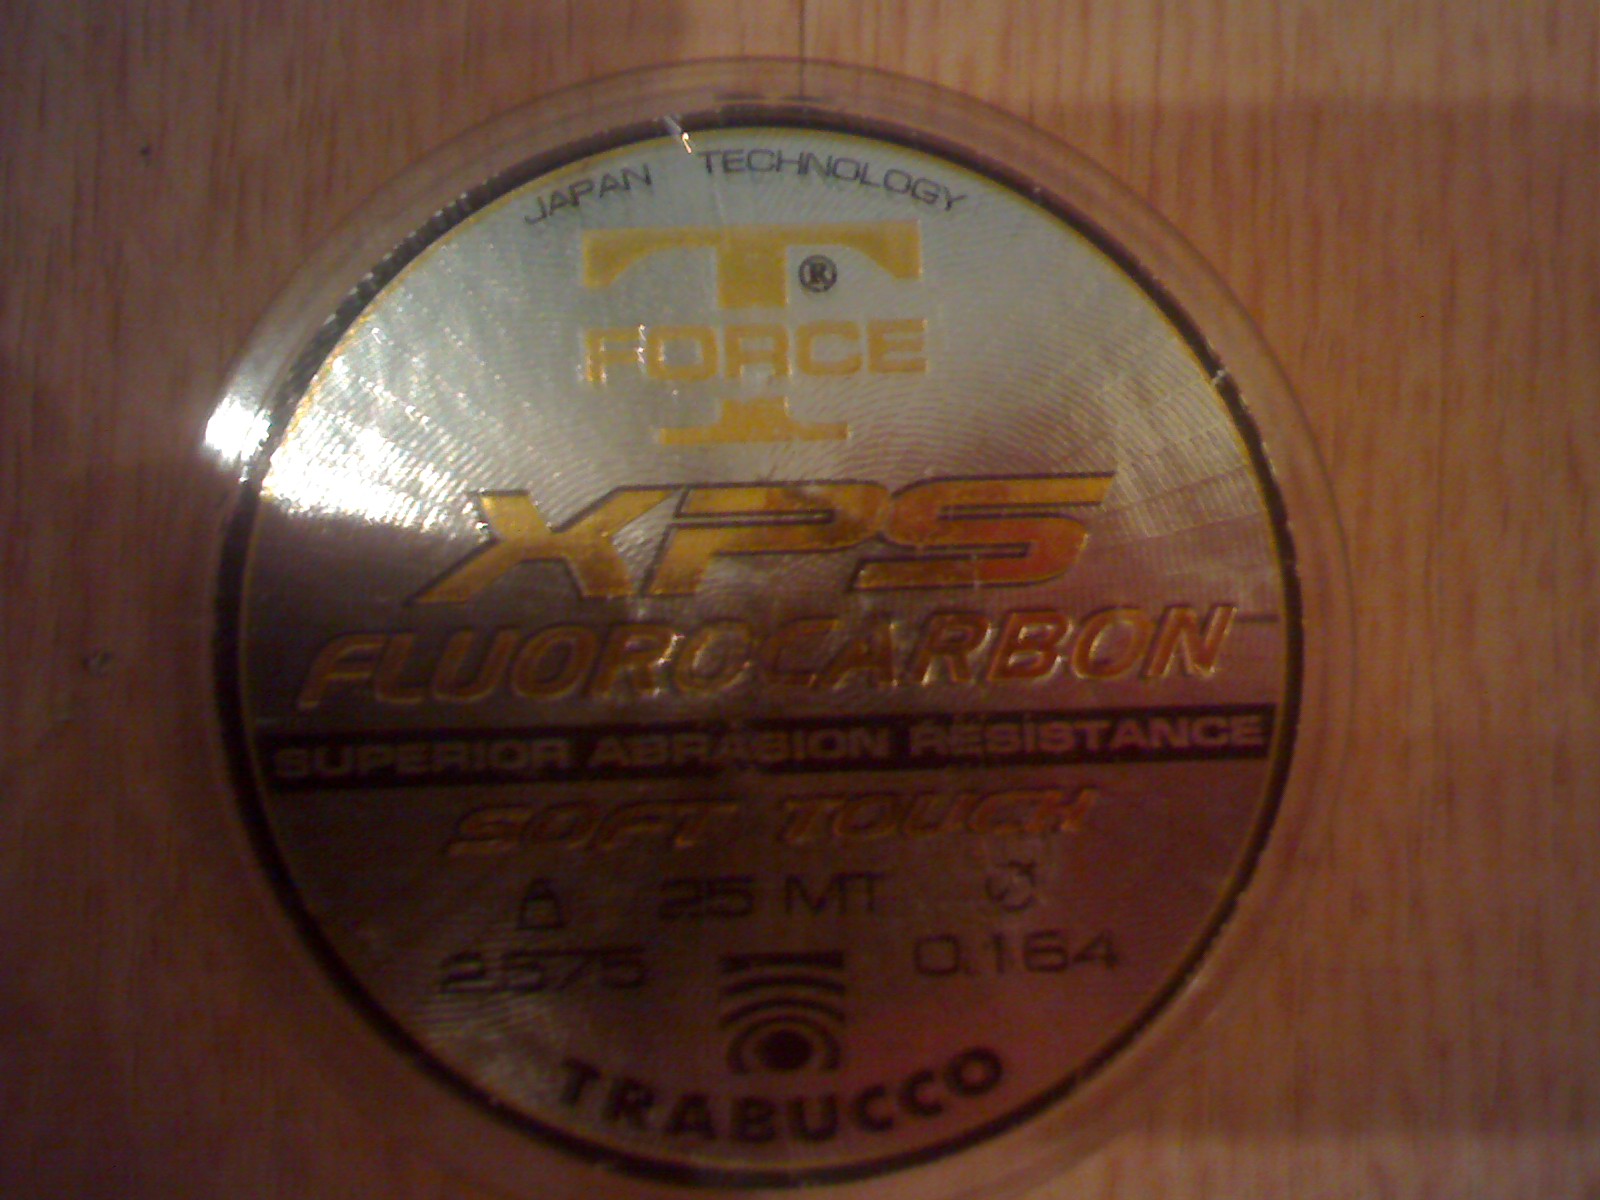 JAPAN TECHNOLOGY
T ®
FORCE
XPS
FLUOROCARBON
SUPERIOR ABRASION RESISTANCE
SOFT TOUCH
25 MT Ø
2.575 0.164
TRABUCCO